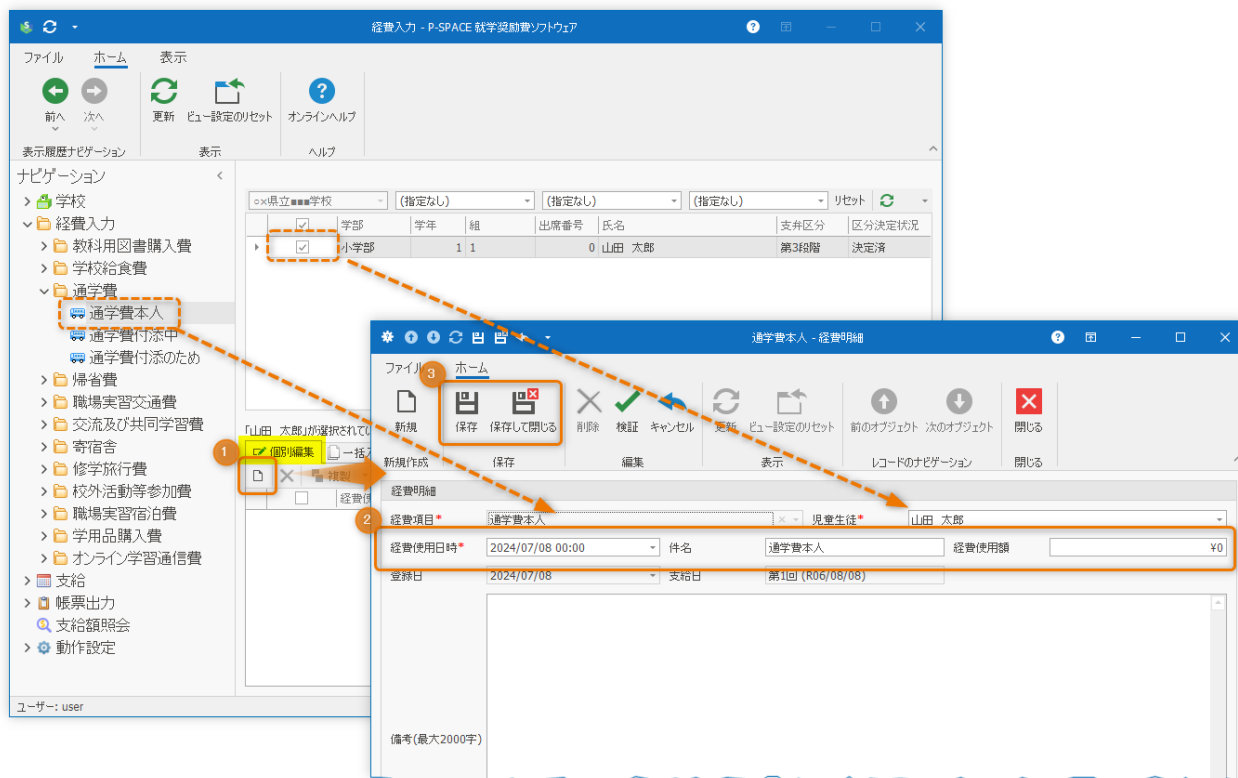 経費入力 - P-SPACE 就学奨励費ソフトウェア
ファイル ホーム 表示
前へ 次へ 更新 ビュー設定のリセット オンラインヘルプ
表示履歴ナビゲーション 表示 ヘルプ
ナビゲーション
学校
経費入力
教科用図書購入費
学校給食費
通学費
通学費本人
通学費付添中
通学費付添のため
帰省費
職場実習交通費
交流及び共同学習費
寄宿舎
修学旅行費
校外活動等参加費
職場実習宿泊費
学用品購入費
オンライン学習通信費
支給
帳票出力
支給額照会
動作設定
ユーザー: user
○×県立■■■学校 (指定なし) (指定なし) (指定なし) リセット
学部 学年 組 出席番号 氏名 支弁区分 区分決定状況
小学部 1 1 0 山田 太郎 第3段階 決定済
「山田 太郎」が選択されてい
1 個別編集 一括入
複製
経費使
通学費本人 - 経費明細
ファイル ホーム
3
新規 保存 保存して閉じる 削除 検証 キャンセル 更新 ビュー設定のリセット 前のオブジェクト 次のオブジェクト 閉じる
新規作成 保存 編集 表示 レコードのナビゲーション 閉じる
経費明細
2
経費項目* 通学費本人 児童生徒* 山田 太郎
経費使用日時* 2024/07/08 00:00 件名 通学費本人 経費使用額 ¥0
登録日 2024/07/08 支給日 第1回 (R06/08/08)
備考(最大2000字)